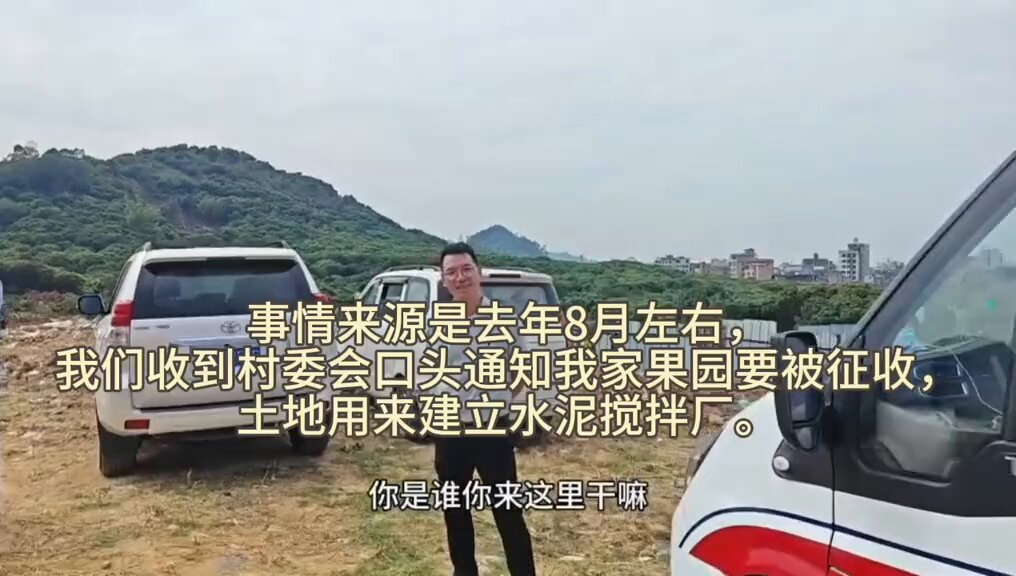 事情来源是去年8月左右，
我们收到村委会口头通知我家果园要被征收，
土地用来建立水泥搅拌厂。
你是谁你来这里干嘛